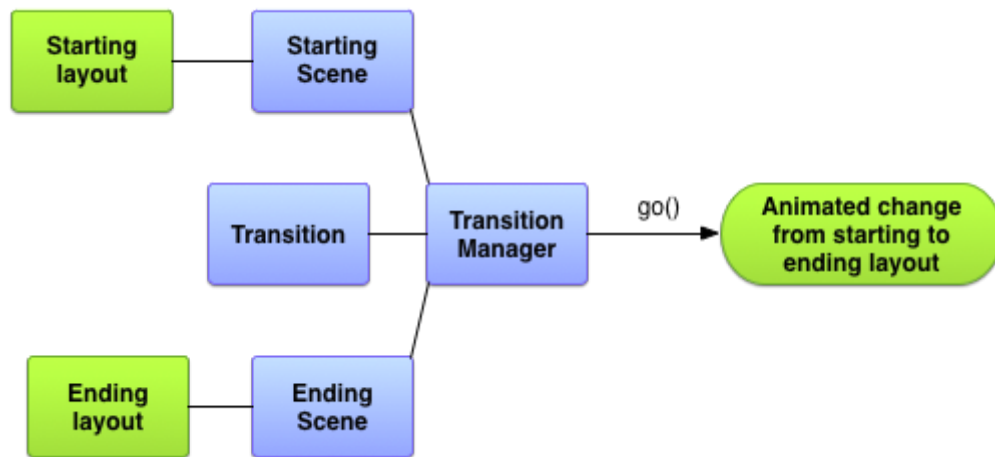 Starting
layout
Starting
Scene
Transition
Transition
Manager
go()
Animated change
from starting to
ending layout
Ending
layout
Ending
Scene